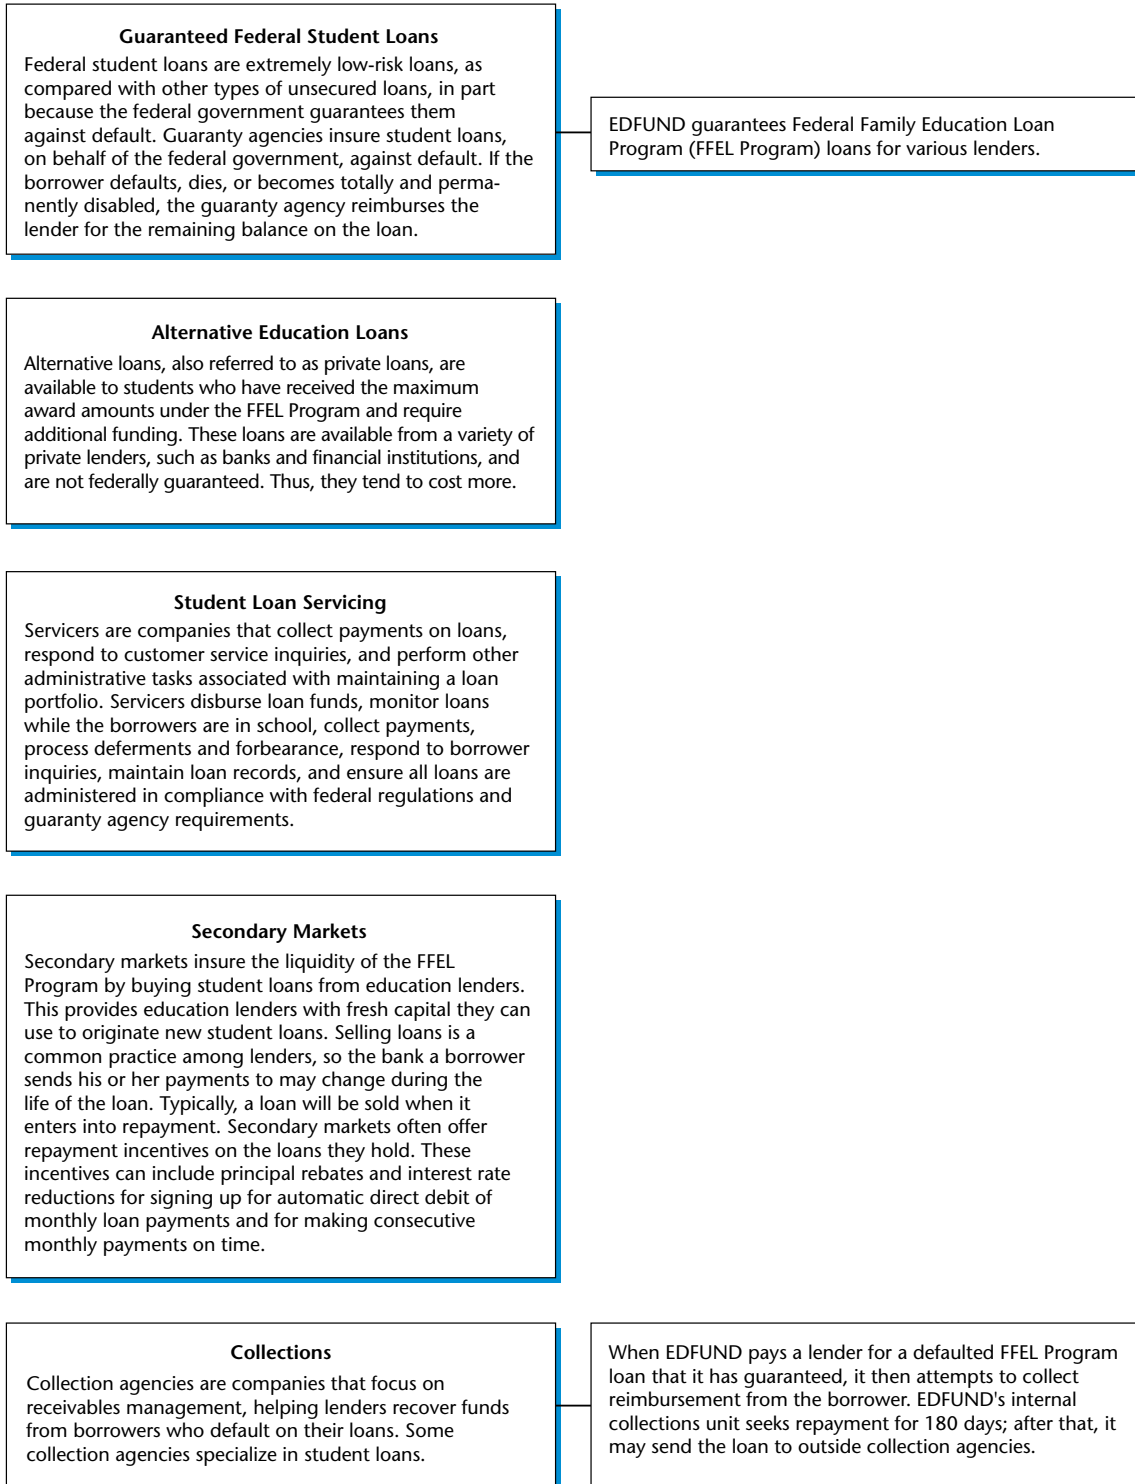 Guaranteed Federal Student Loans
Federal student loans are extremely low-risk loans, as
compared with other types of unsecured loans, in part
because the federal government guarantees them
against default. Guaranty agencies insure student loans,
on behalf of the federal government, against default. If the
borrower defaults, dies, or becomes totally and perma-
nently disabled, the guaranty agency reimburses the
lender for the remaining balance on the loan.
EDFUND guarantees Federal Family Education Loan
Program (FFEL Program) loans for various lenders.
Alternative Education Loans
Alternative loans, also referred to as private loans, are
available to students who have received the maximum
award amounts under the FFEL Program and require
additional funding. These loans are available from a variety of
private lenders, such as banks and financial institutions, and
are not federally guaranteed. Thus, they tend to cost more.
Student Loan Servicing
Servicers are companies that collect payments on loans,
respond to customer service inquiries, and perform other
administrative tasks associated with maintaining a loan
portfolio. Servicers disburse loan funds, monitor loans
while the borrowers are in school, collect payments,
process deferments and forbearance, respond to borrower
inquiries, maintain loan records, and ensure all loans are
administered in compliance with federal regulations and
guaranty agency requirements.
Secondary Markets
Secondary markets insure the liquidity of the FFEL
Program by buying student loans from education lenders.
This provides education lenders with fresh capital they can
use to originate new student loans. Selling loans is a
common practice among lenders, so the bank a borrower
sends his or her payments to may change during the
life of the loan. Typically, a loan will be sold when it
enters into repayment. Secondary markets often offer
repayment incentives on the loans they hold. These
incentives can include principal rebates and interest rate
reductions for signing up for automatic direct debit of
monthly loan payments and for making consecutive
monthly payments on time.
Collections
Collection agencies are companies that focus on
receivables management, helping lenders recover funds
from borrowers who default on their loans. Some
collection agencies specialize in student loans.
When EDFUND pays a lender for a defaulted FFEL Program
loan that it has guaranteed, it then attempts to collect
reimbursement from the borrower. EDFUND's internal
collections unit seeks repayment for 180 days; after that, it
may send the loan to outside collection agencies.